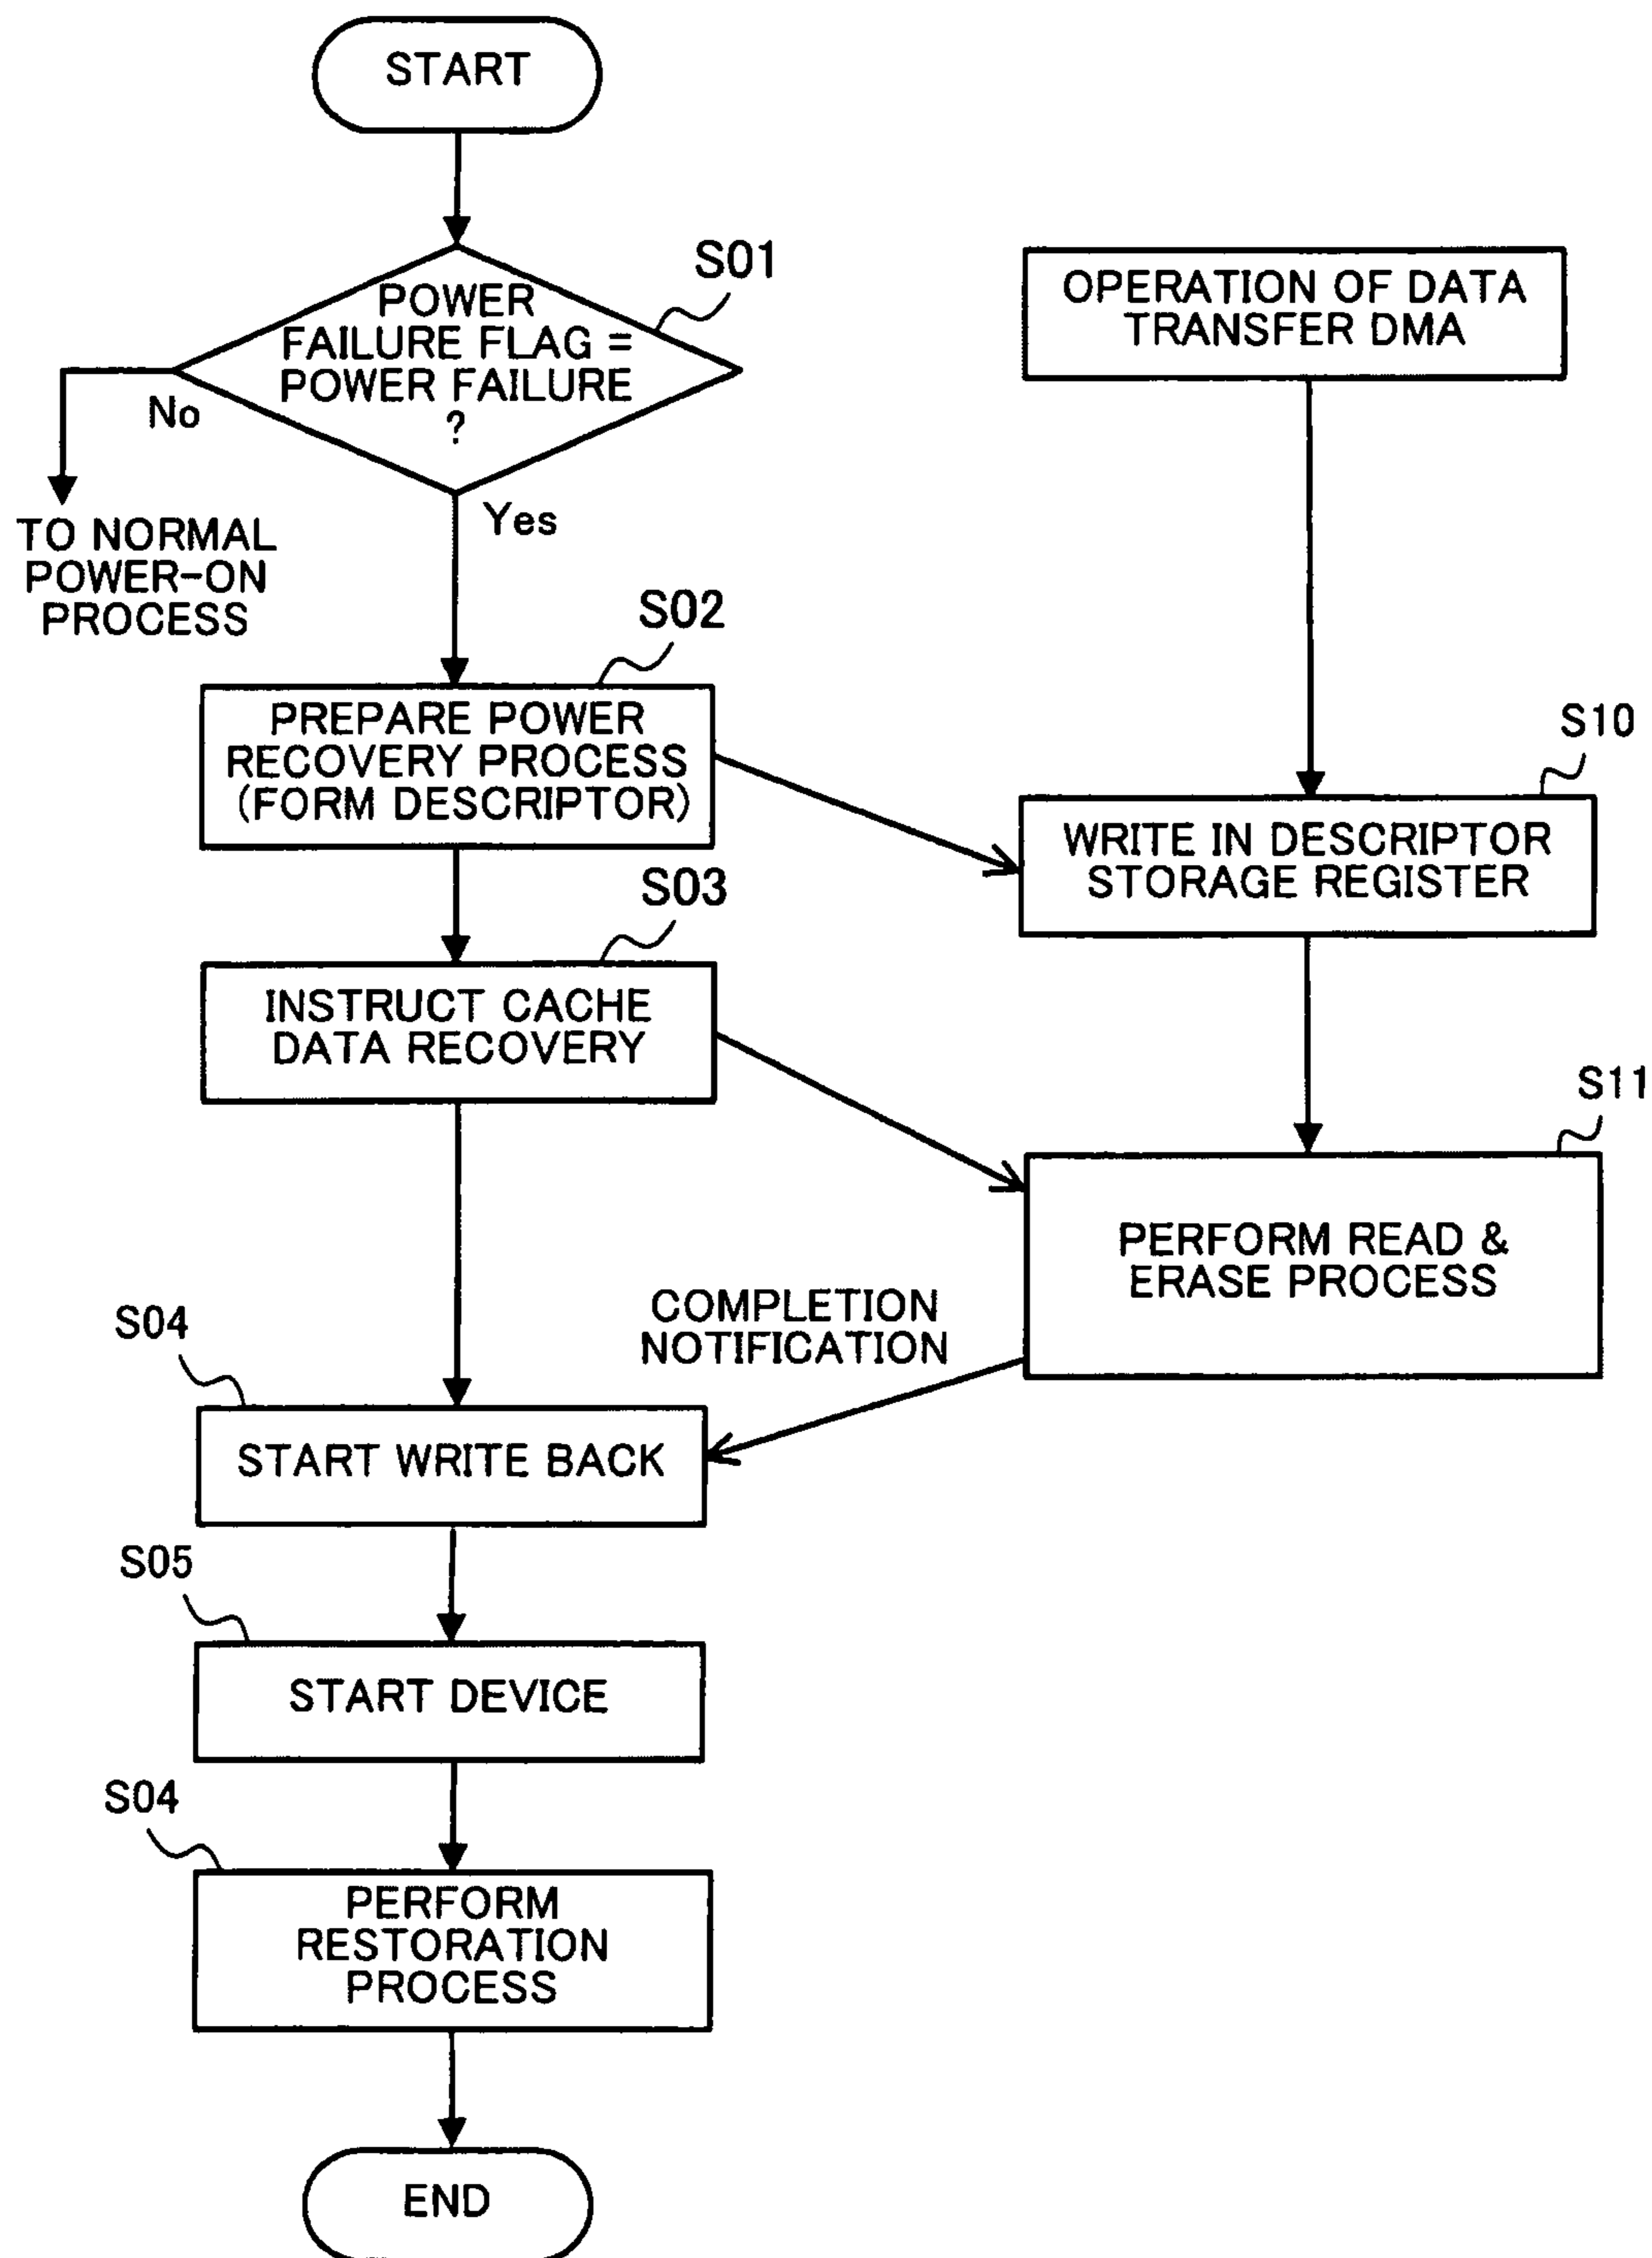 START
S01
POWER
FAILURE FLAG =
POWER FAILURE
?
No
Yes
TO NORMAL
POWER-ON
PROCESS
OPERATION OF DATA
TRANSFER DMA
S02
PREPARE POWER
RECOVERY PROCESS
(FORM DESCRIPTOR)
S10
WRITE IN DESCRIPTOR
STORAGE REGISTER
S03
INSTRUCT CACHE
DATA RECOVERY
S11
PERFORM READ &
ERASE PROCESS
COMPLETION
NOTIFICATION
S04
START WRITE BACK
S05
START DEVICE
S04
PERFORM
RESTORATION
PROCESS
END